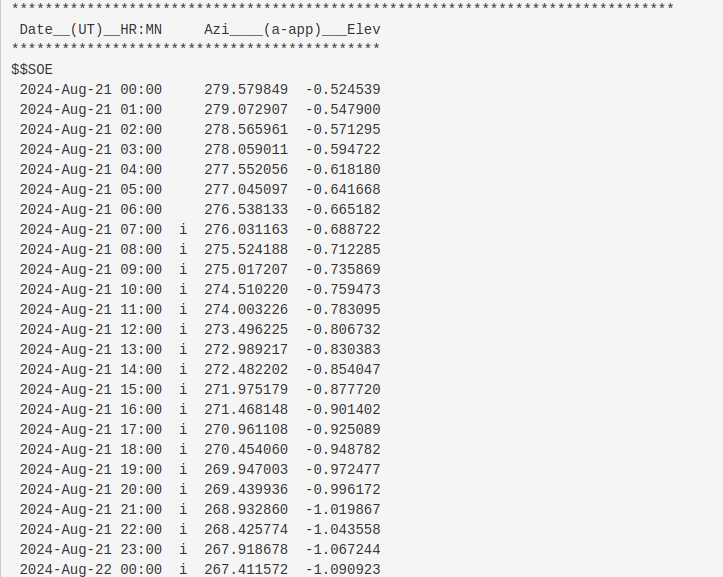 *******************************************************************************
 Date__(UT)__HR:MN     Azi____(a-app)___Elev
********************************************
$$SOE
 2024-Aug-21 00:00     279.579849  -0.524539
 2024-Aug-21 01:00     279.072907  -0.547900
 2024-Aug-21 02:00     278.565961  -0.571295
 2024-Aug-21 03:00     278.059011  -0.594722
 2024-Aug-21 04:00     277.552056  -0.618180
 2024-Aug-21 05:00     277.045097  -0.641668
 2024-Aug-21 06:00     276.538133  -0.665182
 2024-Aug-21 07:00  i  276.031163  -0.688722
 2024-Aug-21 08:00  i  275.524188  -0.712285
 2024-Aug-21 09:00  i  275.017207  -0.735869
 2024-Aug-21 10:00  i  274.510220  -0.759473
 2024-Aug-21 11:00  i  274.003226  -0.783095
 2024-Aug-21 12:00  i  273.496225  -0.806732
 2024-Aug-21 13:00  i  272.989217  -0.830383
 2024-Aug-21 14:00  i  272.482202  -0.854047
 2024-Aug-21 15:00  i  271.975179  -0.877720
 2024-Aug-21 16:00  i  271.468148  -0.901402
 2024-Aug-21 17:00  i  270.961108  -0.925089
 2024-Aug-21 18:00  i  270.454060  -0.948782
 2024-Aug-21 19:00  i  269.947003  -0.972477
 2024-Aug-21 20:00  i  269.439936  -0.996172
 2024-Aug-21 21:00  i  268.932860  -1.019867
 2024-Aug-21 22:00  i  268.425774  -1.043558
 2024-Aug-21 23:00  i  267.918678  -1.067244
 2024-Aug-22 00:00  i  267.411572  -1.090923